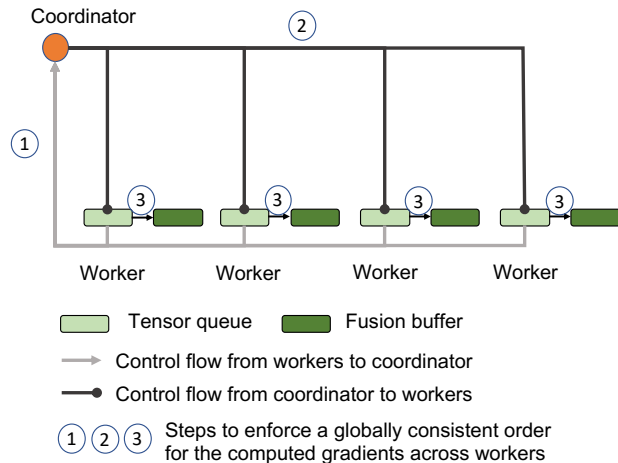 Coordinator
2
1
3 3 3 3
Worker Worker Worker Worker
Tensor queue Fusion buffer
Control flow from workers to coordinator
Control flow from coordinator to workers
1 2 3 Steps to enforce a globally consistent order
for the computed gradients across workers